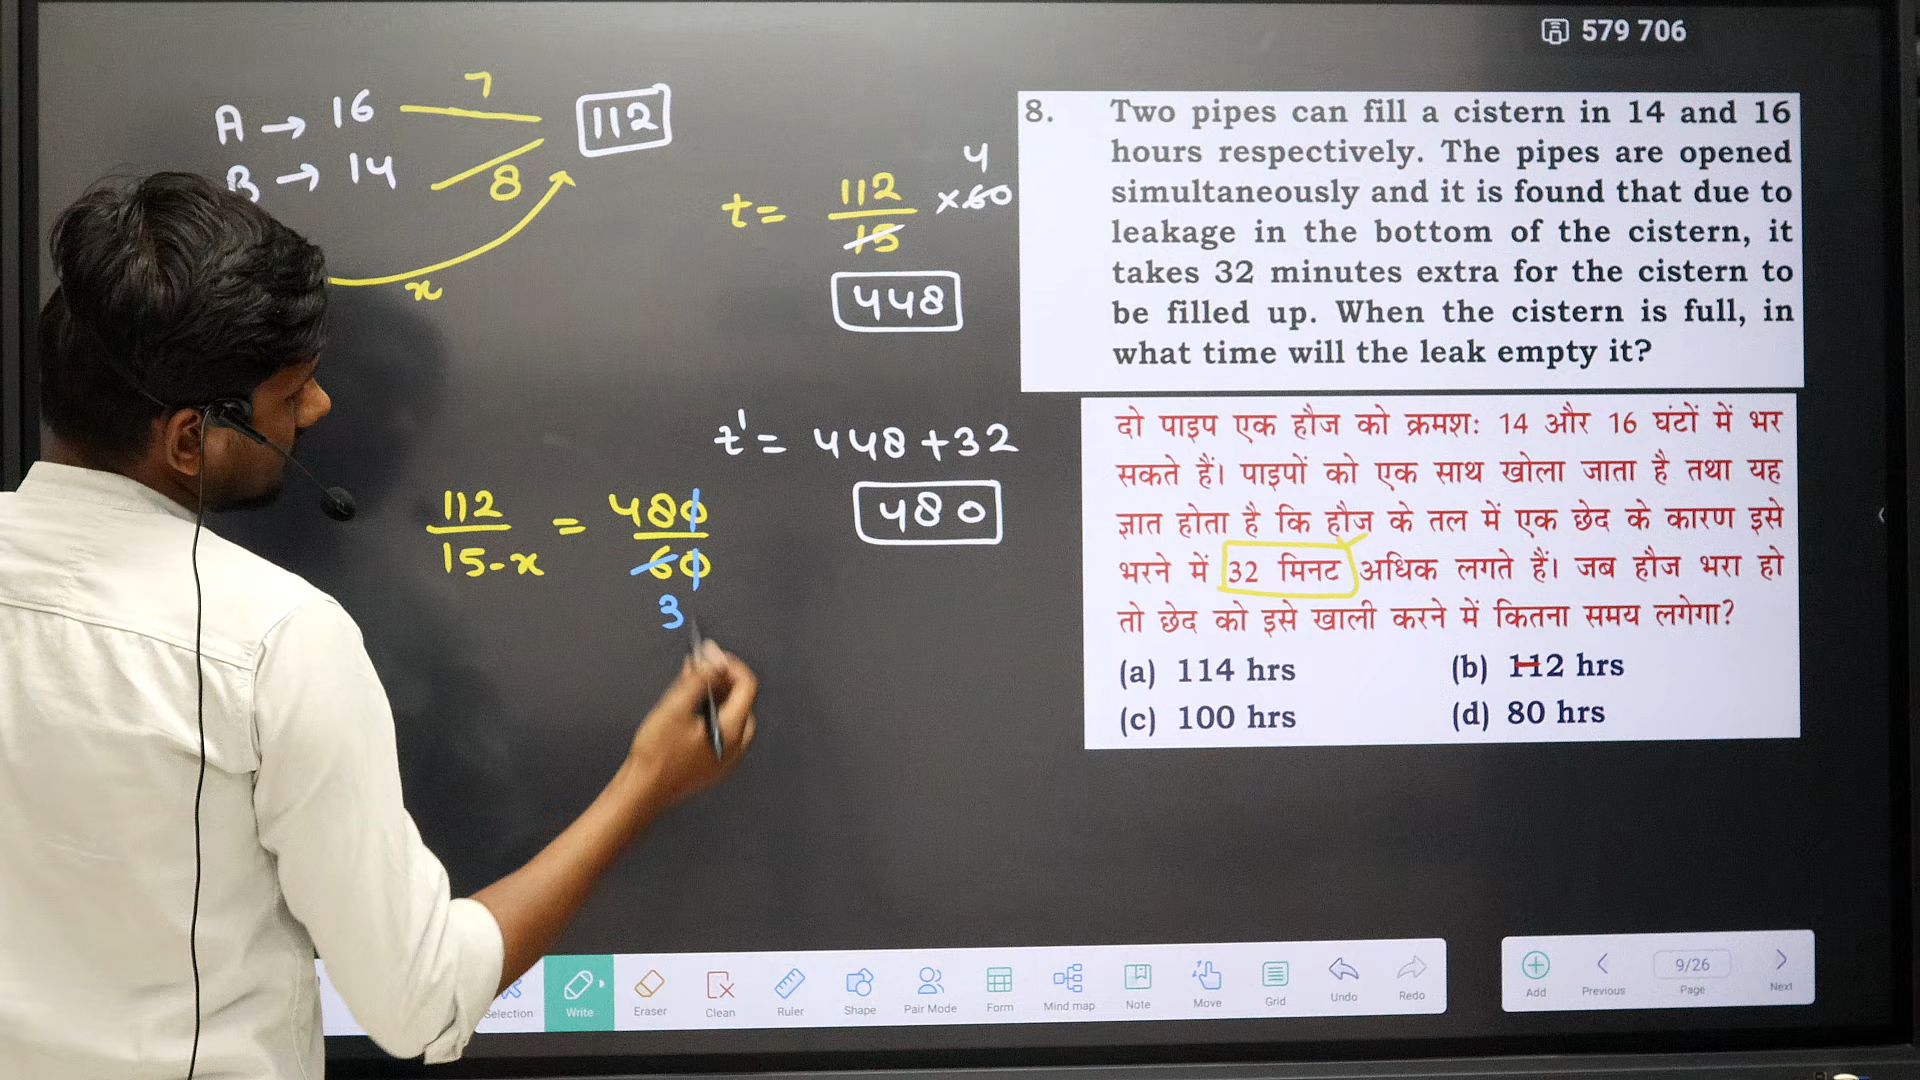 579 706
A → 16 7 112
B → 14 8
x
t = 112/15 ×60 4
448
t' = 448+32
480
112/15-x = 480/60
3
8. Two pipes can fill a cistern in 14 and 16
hours respectively. The pipes are opened
simultaneously and it is found that due to
leakage in the bottom of the cistern, it
takes 32 minutes extra for the cistern to
be filled up. When the cistern is full, in
what time will the leak empty it?
दो पाइप एक हौज को क्रमशः 14 और 16 घंटों में भर
सकते हैं। पाइपों को एक साथ खोला जाता है तथा यह
ज्ञात होता है कि हौज के तल में एक छेद के कारण इसे
भरने में 32 मिनट अधिक लगते हैं। जब हौज भरा हो
तो छेद को इसे खाली करने में कितना समय लगेगा?
(a) 114 hrs (b) 112 hrs
(c) 100 hrs (d) 80 hrs
Selection Write Eraser Clean Ruler Shape Pair Mode Form Mind map Note Move Grid Undo Redo
Add Previous 9/26 Page Next